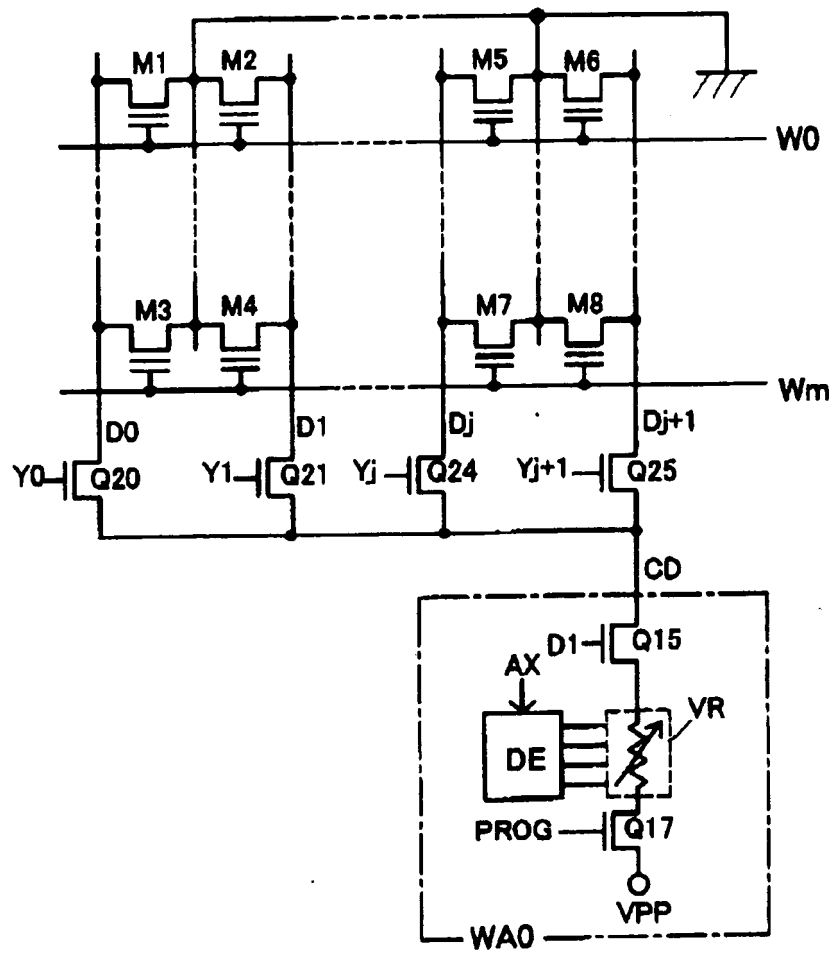 M1 M2 M5 M6
W0
M3 M4 M7 M8
Wm
D0 D1 Dj Dj+1
Y0 Q20 Y1 Q21 Yj Q24 Yj+1 Q25
CD
D1 Q15
AX
VR
DE
PROG Q17
VPP
WA0